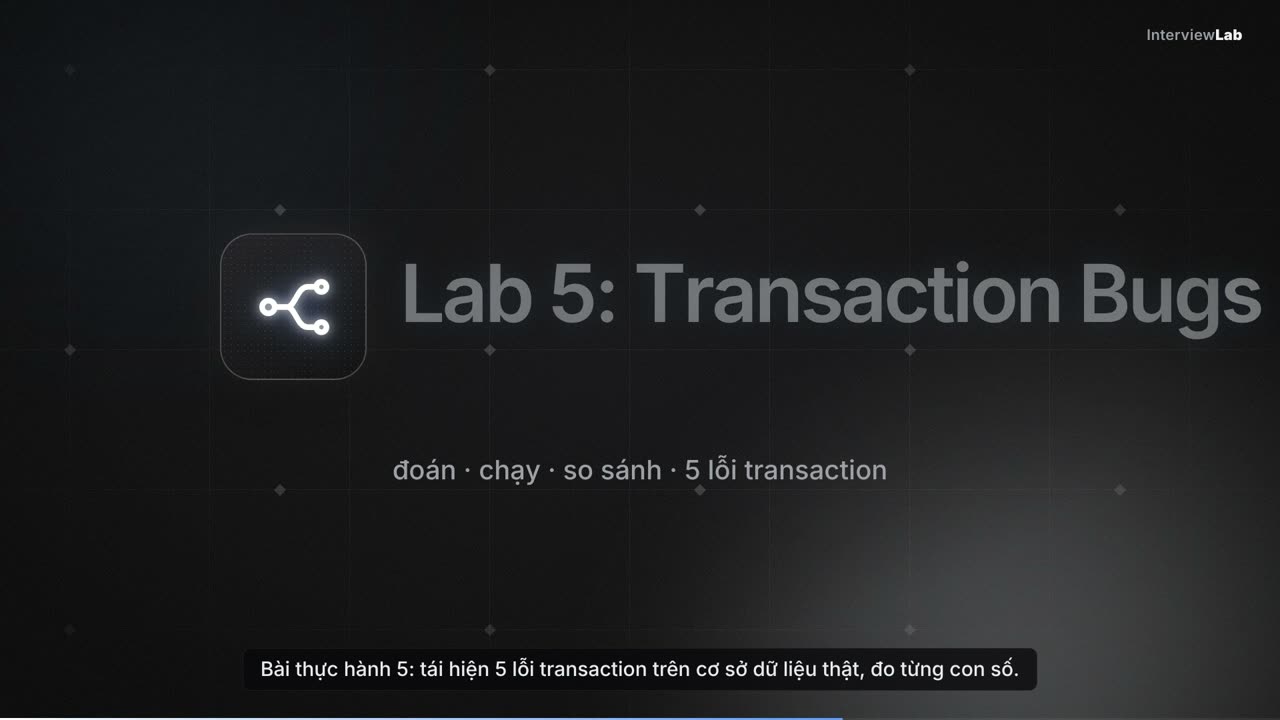 InterviewLab
Lab 5: Transaction Bugs
đoán · chạy · so sánh · 5 lỗi transaction
Bài thực hành 5: tái hiện 5 lỗi transaction trên cơ sở dữ liệu thật, đo từng con số.